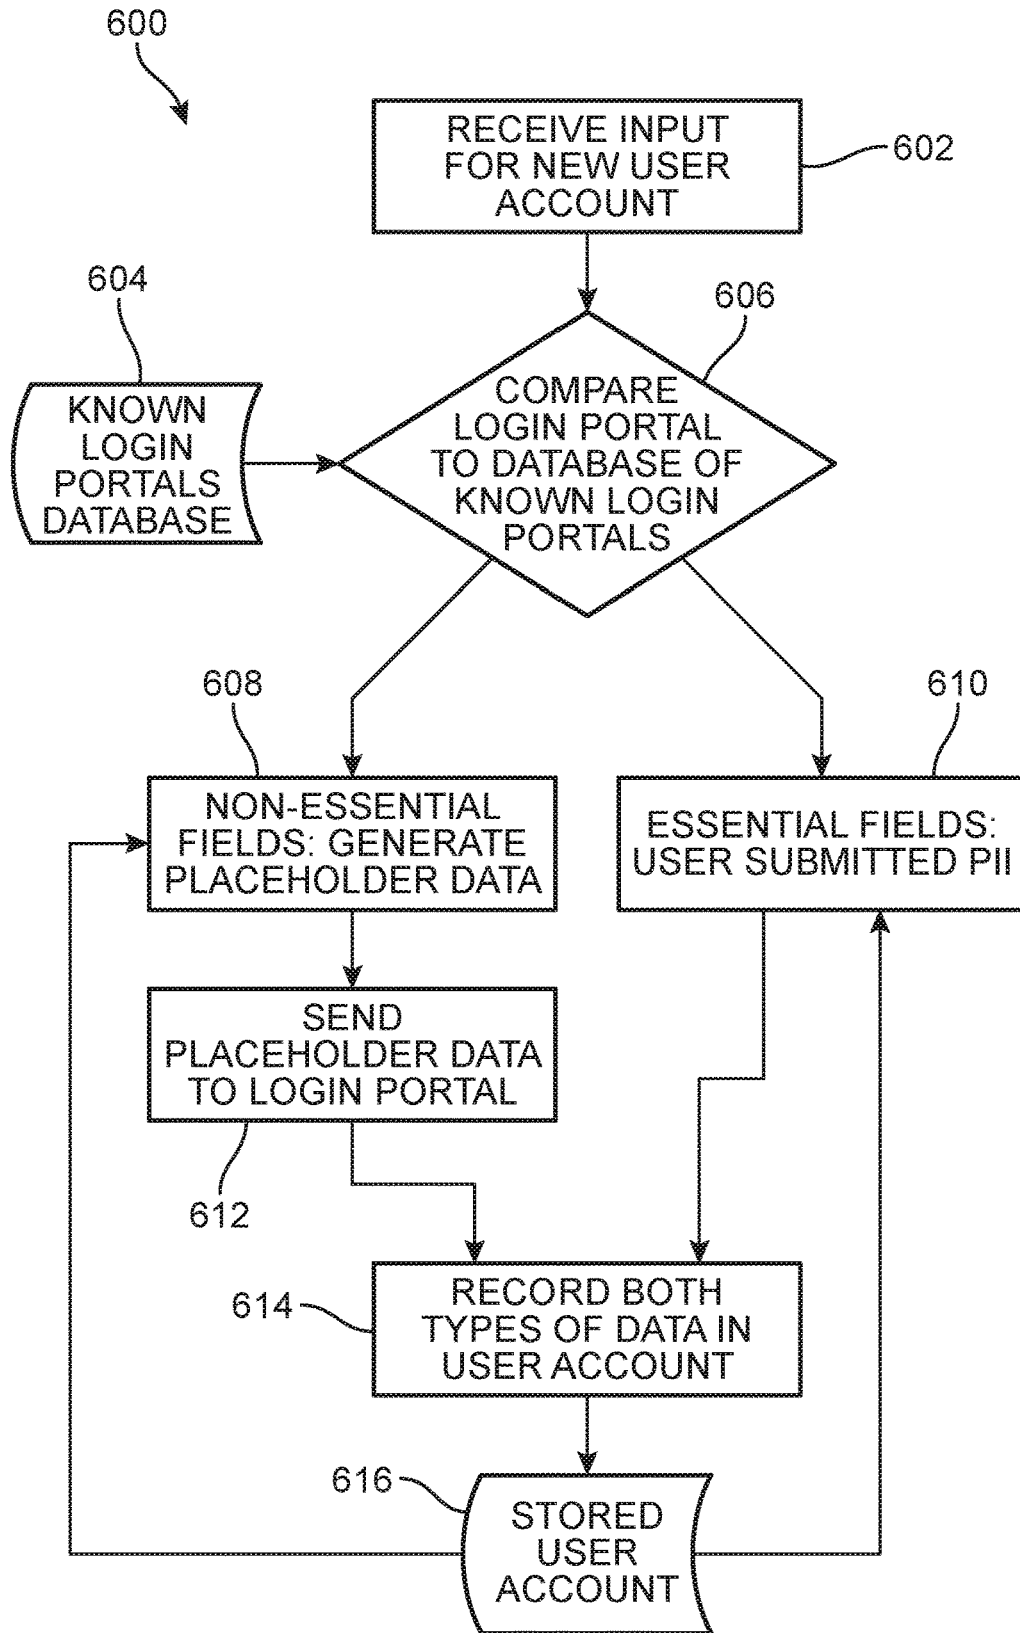 600
RECEIVE INPUT
FOR NEW USER
ACCOUNT
602
604
606
KNOWN
LOGIN
PORTALS
DATABASE
COMPARE
LOGIN PORTAL
TO DATABASE OF
KNOWN LOGIN
PORTALS
608
610
NON-ESSENTIAL
FIELDS: GENERATE
PLACEHOLDER DATA
ESSENTIAL FIELDS:
USER SUBMITTED PII
SEND
PLACEHOLDER DATA
TO LOGIN PORTAL
612
614
RECORD BOTH
TYPES OF DATA IN
USER ACCOUNT
616
STORED
USER
ACCOUNT